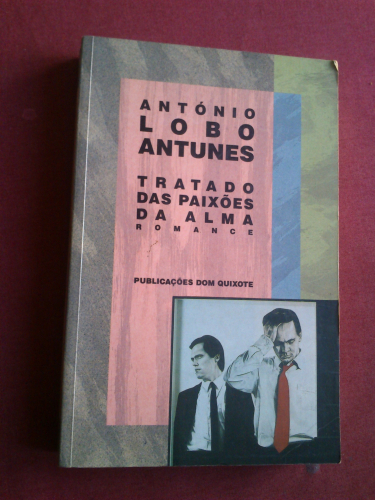 ANTÓNIO
LOBO
ANTUNES
TRATADO
DAS PAIXÕES
DA ALMA
ROMANCE
PUBLICAÇÕES DOM QUIXOTE